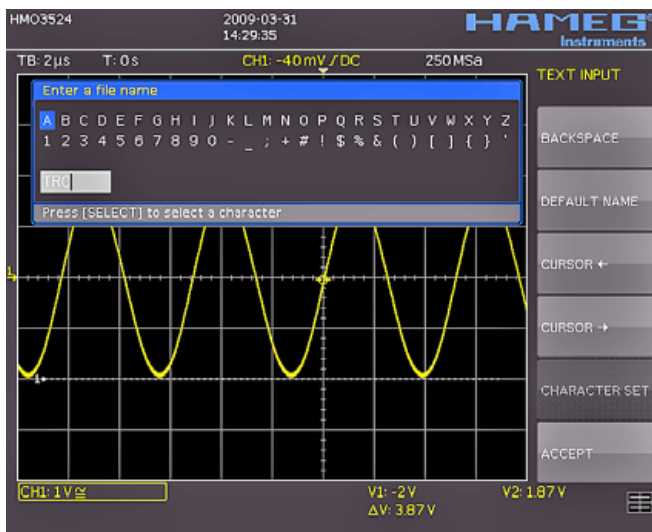 HMO3524 2009-03-31 HAMEG®
14:29:35 Instruments
TB: 2µs T: 0s CH1: -40mV / DC 250MSa
TEXT INPUT
Enter a file name
A B C D E F G H I J K L M N O P Q R S T U V W X Y Z
1 2 3 4 5 6 7 8 9 0 - _ ; + # ! $ % & ( ) [ ] { } '
TRC
Press [SELECT] to select a character
BACKSPACE
DEFAULT NAME
CURSOR ←
CURSOR →
CHARACTER SET
ACCEPT
1
1
CH1: 1V≅ V1: -2V V2: 1.87V
ΔV: 3.87V